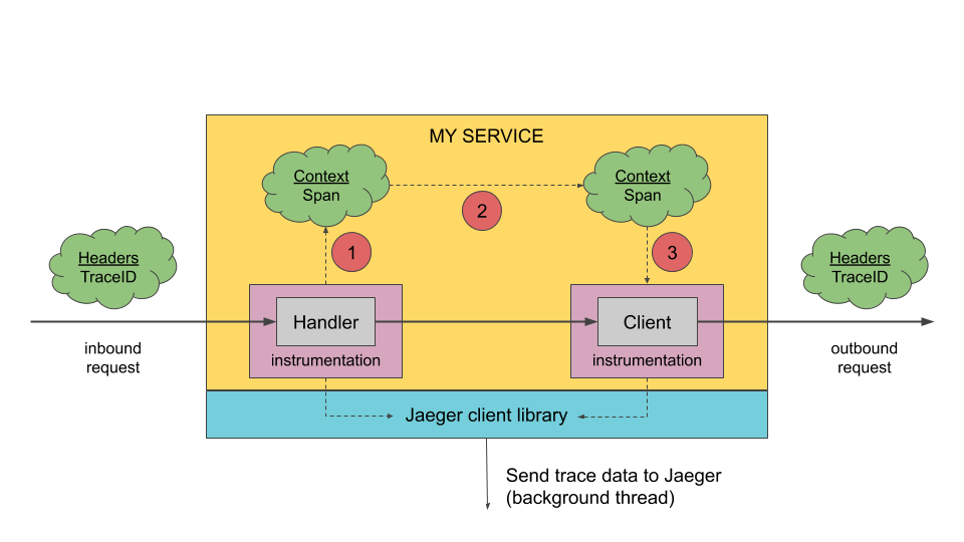 MY SERVICE
Context
Span
Context
Span
2
1
3
Headers
TraceID
Headers
TraceID
Handler
Client
inbound
request
instrumentation
instrumentation
outbound
request
Jaeger client library
Send trace data to Jaeger
(background thread)